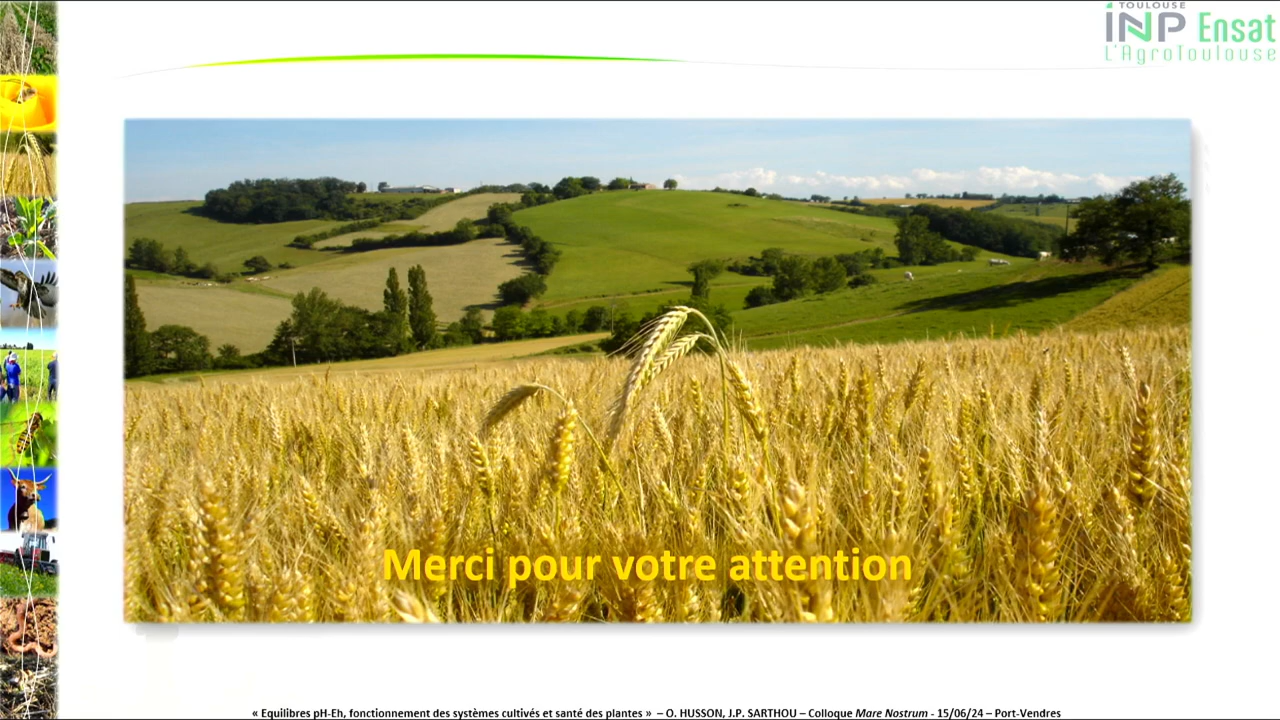 TOULOUSE
INP Ensat
L'AgroToulouse
Merci pour votre attention
« Equilibres pH-Eh, fonctionnement des systèmes cultivés et santé des plantes » – O. HUSSON, J.P. SARTHOU – Colloque Mare Nostrum - 15/06/24 – Port-Vendres